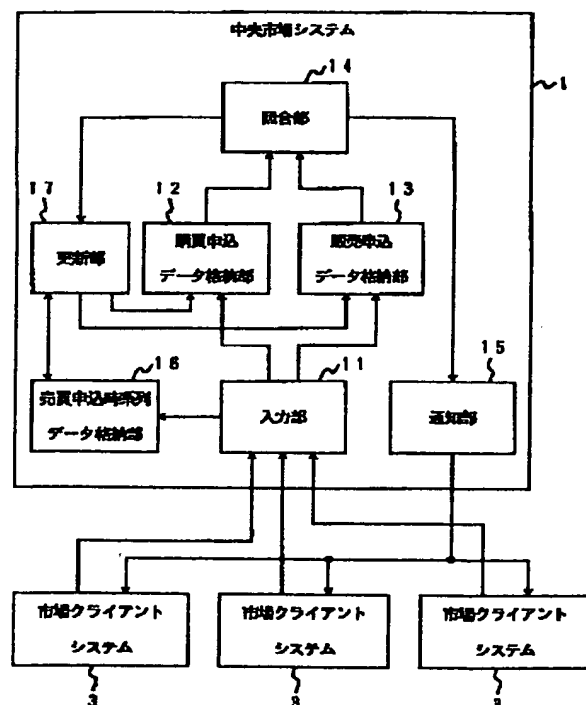 中央市場システム
14
1
照合部
17
12
13
更新部
購買申込
データ格納部
販売申込
データ格納部
16
11
15
売買申込時系列
データ格納部
入力部
通知部
市場クライアント
システム
市場クライアント
システム
市場クライアント
システム
3